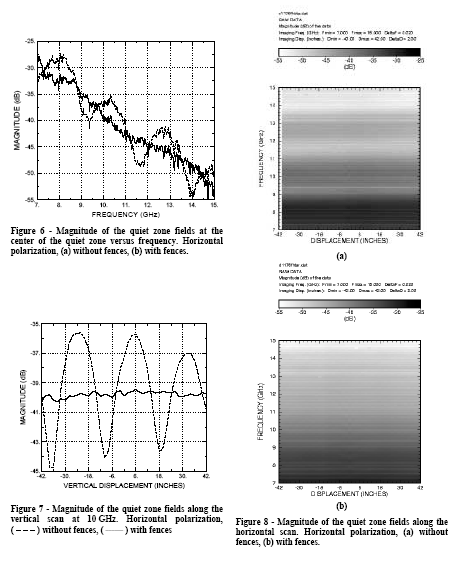 -25
-30
-35
-40
-45
-50
-55
MAGNITUDE (dB)
7. 8. 9. 10. 11. 12. 13. 14. 15.
FREQUENCY (GHz)
Figure 6 - Magnitude of the quiet zone fields at the
center of the quiet zone versus frequency. Horizontal
polarization, (a) without fences, (b) with fences.
-35
-37
-39
-41
-43
-45
MAGNITUDE (dB)
-42. -30. -18. -6. 6. 18. 30. 42.
VERTICAL DISPLACEMENT (INCHES)
Figure 7 - Magnitude of the quiet zone fields along the
vertical scan at 10 GHz. Horizontal polarization,
( - - - ) without fences, ( —— ) with fences
RAW DATA
Magnitude (dB) of the data
-55 -45 -35 -25
(dB)
15
14
13
12
11
10
9
8
7
FREQUENCY (GHz)
-42 -30 -18 -6 6 18 30 42
DISPLACEMENT (INCHES)
(a)
RAW DATA
Magnitude (dB) of the data
-55 -45 -35 -25
(dB)
15
14
13
12
11
10
9
8
7
FREQUENCY (GHz)
-42 -30 -18 -6 6 18 30 42
DISPLACEMENT (INCHES)
(b)
Figure 8 - Magnitude of the quiet zone fields along the
horizontal scan. Horizontal polarization, (a) without
fences, (b) with fences.